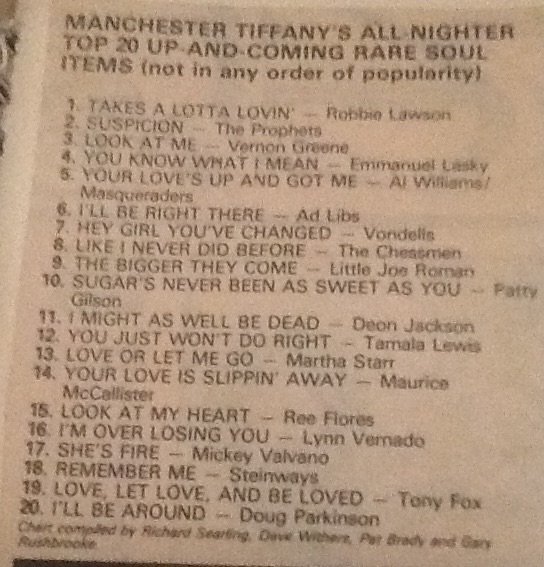 MANCHESTER TIFFANY'S ALL-NIGHTER
TOP 20 UP-AND-COMING RARE SOUL
ITEMS (not in any order of popularity)
1. TAKES A LOTTA LOVIN' — Robbie Lawson
2. SUSPICION — The Prophets
3. LOOK AT ME — Vernon Greene
4. YOU KNOW WHAT I MEAN — Emmanuel Lasky
5. YOUR LOVE'S UP AND GOT ME — Al Williams/
Masqueraders
6. I'LL BE RIGHT THERE — Ad Libs
7. HEY GIRL YOU'VE CHANGED — Vondells
8. LIKE I NEVER DID BEFORE — The Chessmen
9. THE BIGGER THEY COME — Little Joe Roman
10. SUGAR'S NEVER BEEN AS SWEET AS YOU — Patty
Gilson
11. I MIGHT AS WELL BE DEAD — Deon Jackson
12. YOU JUST WON'T DO RIGHT — Tamala Lewis
13. LOVE OR LET ME GO — Martha Starr
14. YOUR LOVE IS SLIPPIN' AWAY — Maurice
McCallister
15. LOOK AT MY HEART — Ree Flores
16. I'M OVER LOSING YOU — Lynn Vernado
17. SHE'S FIRE — Mickey Valvano
18. REMEMBER ME — Steinways
19. LOVE, LET LOVE, AND BE LOVED — Tony Fox
20. I'LL BE AROUND — Doug Parkinson
Chart compiled by Richard Searling, Dave Withers, Pat Brady and Gary
Rushbrooke.